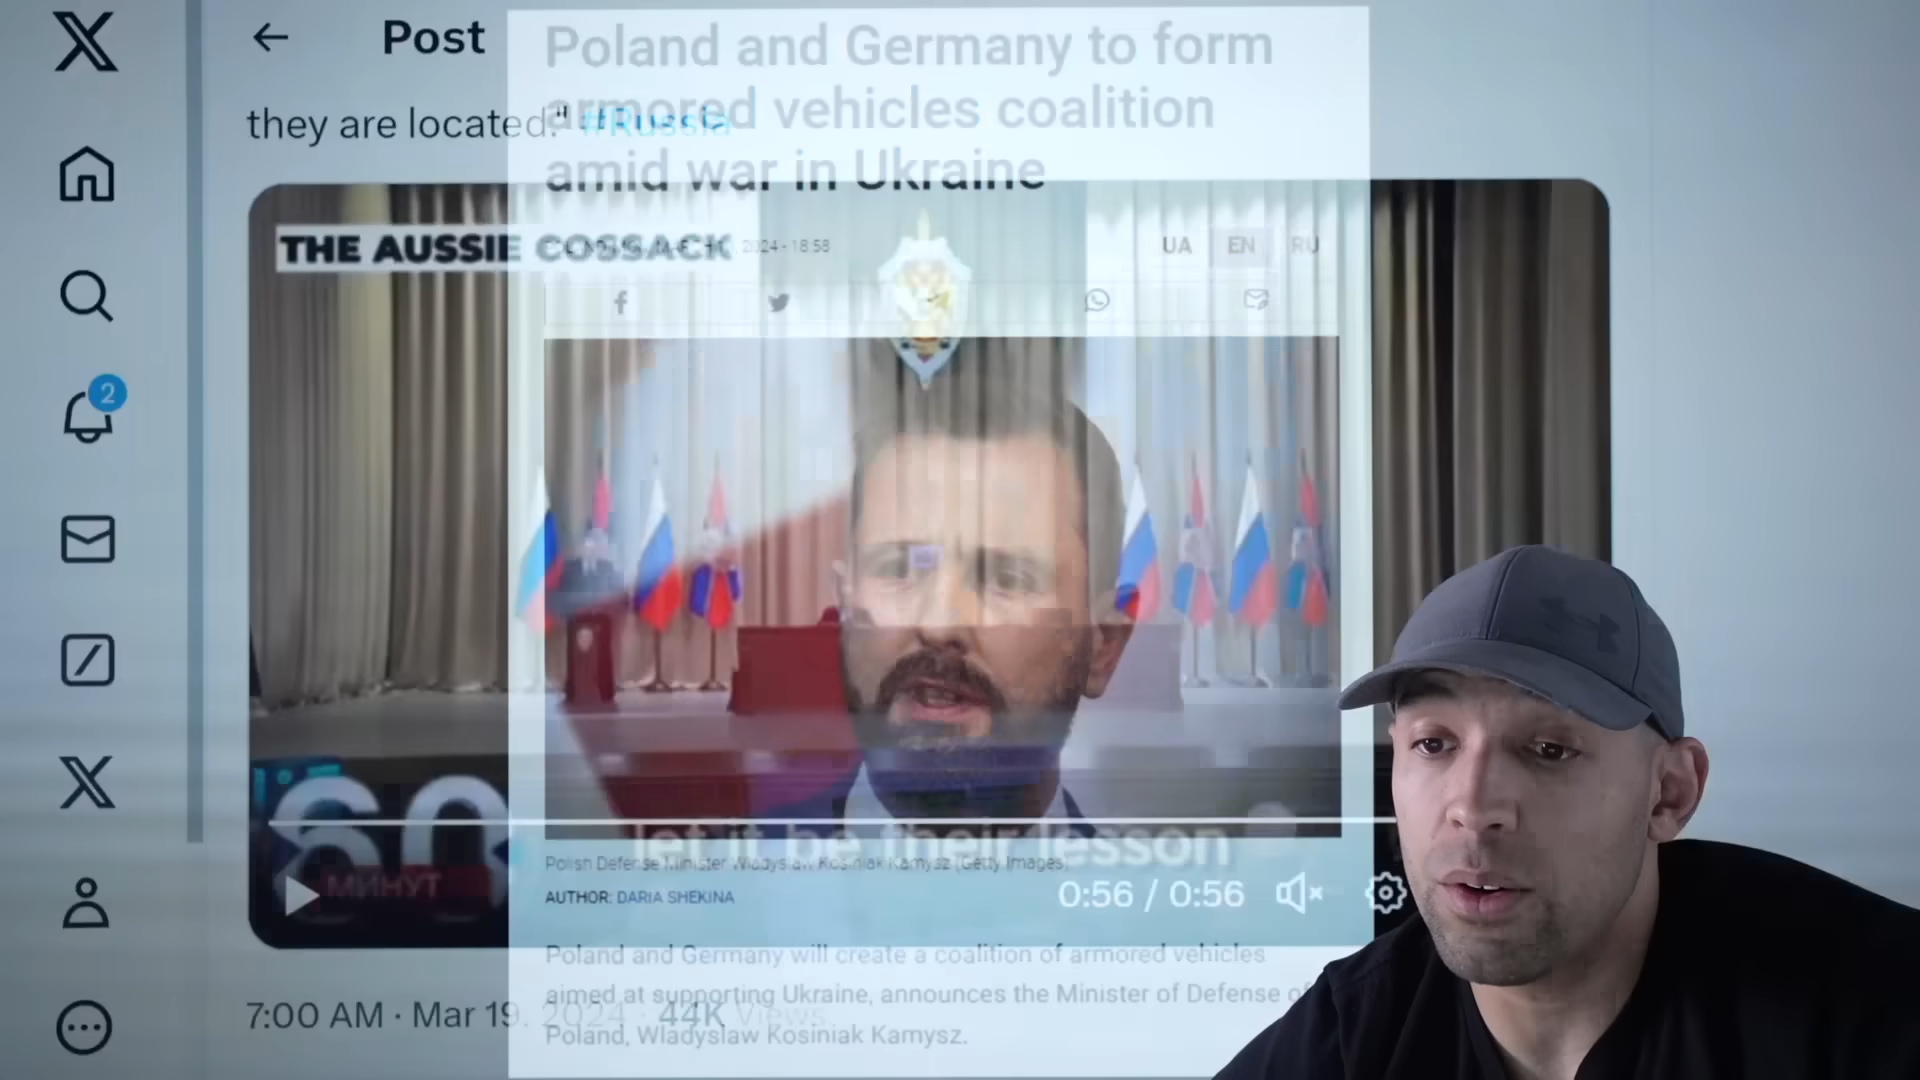 Post
Poland and Germany to form
armored vehicles coalition
amid war in Ukraine
they are located." #Russia
THE AUSSIE COSSACK
2024 - 18:58
UA EN RU
2
let it be their lesson
60
МИНУТ
Polish Defense Minister Wladyslaw Kosiniak Kamysz (Getty Images)
AUTHOR: DARIA SHEKINA
0:56 / 0:56
Poland and Germany will create a coalition of armored vehicles
aimed at supporting Ukraine, announces the Minister of Defense of
Poland, Wladyslaw Kosiniak Kamysz.
7:00 AM · Mar 19, 2024 · 44K Views